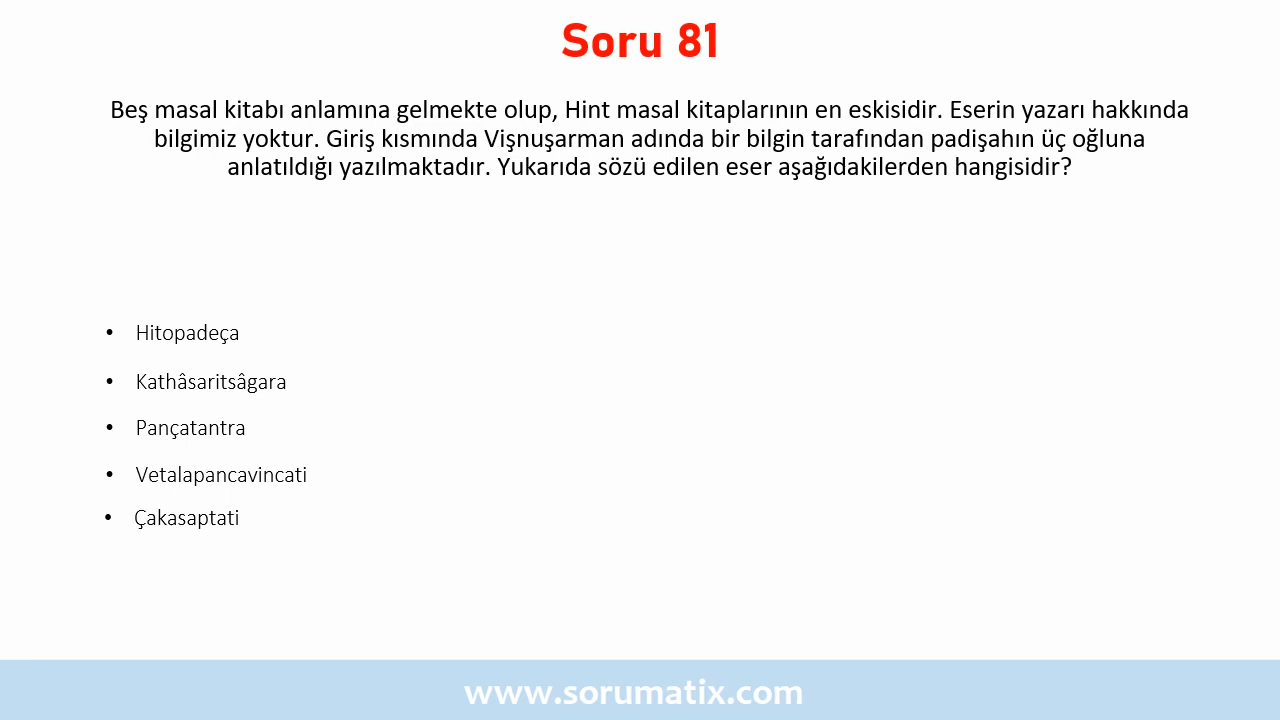 Soru 81
Beş masal kitabı anlamına gelmekte olup, Hint masal kitaplarının en eskisidir. Eserin yazarı hakkında
bilgimiz yoktur. Giriş kısmında Vişnuşarman adında bir bilgin tarafından padişahın üç oğluna
anlatıldığı yazılmaktadır. Yukarıda sözü edilen eser aşağıdakilerden hangisidir?
• Hitopadeça
• Kathâsaritsâgara
• Pançatantra
• Vetalapancavincati
• Çakasaptati
www.sorumatix.com